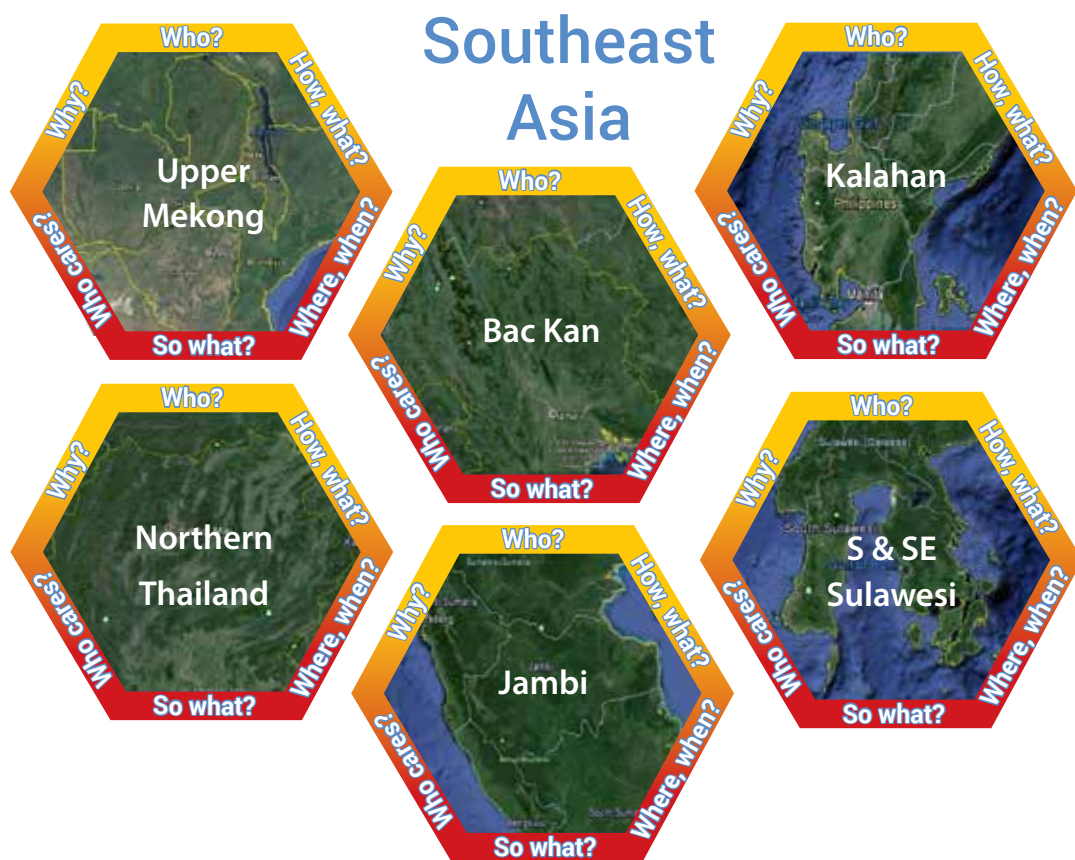 Southeast
Asia
Who?
How, what?
Where, when?
So what?
Who cares?
Why?
Upper
Mekong
Who?
How, what?
Where, when?
So what?
Who cares?
Why?
Bac Kan
Who?
How, what?
Where, when?
So what?
Who cares?
Why?
Kalahan
Philippines
Who?
How, what?
Where, when?
So what?
Who cares?
Why?
Northern
Thailand
Who?
How, what?
Where, when?
So what?
Who cares?
Why?
Jambi
Who?
How, what?
Where, when?
So what?
Who cares?
Why?
South Sulawesi
S & SE
Sulawesi